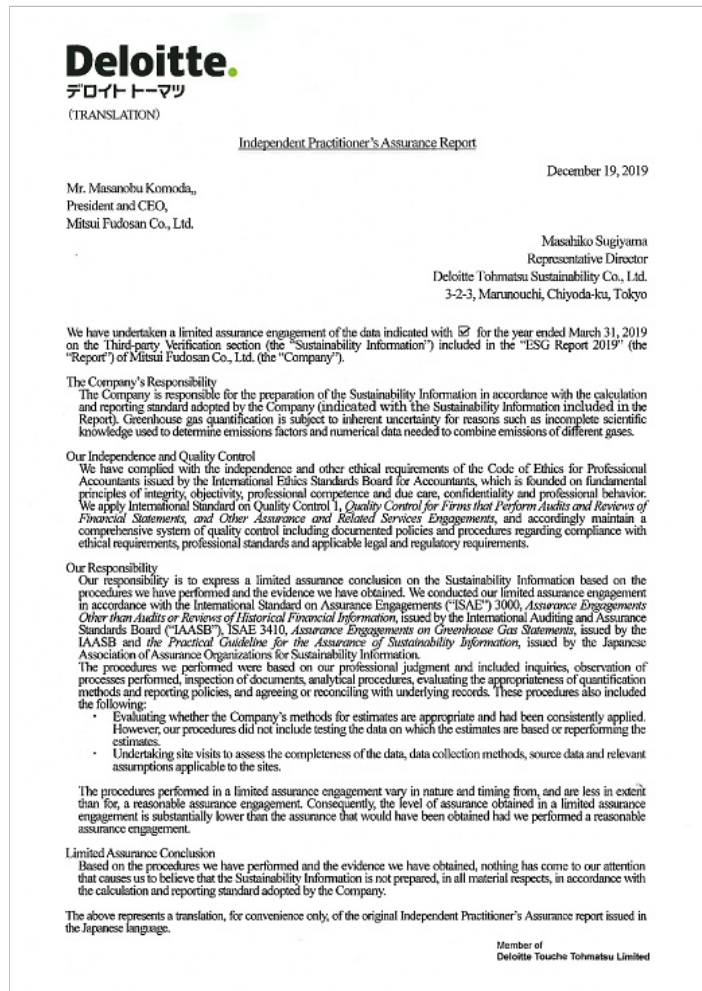 Deloitte.
デロイト トーマツ
(TRANSLATION)
Independent Practitioner's Assurance Report
December 19, 2019
Mr. Masanobu Komoda,,
President and CEO,
Mitsui Fudosan Co., Ltd.
Masahiko Sugiyama
Representative Director
Deloitte Tohmatsu Sustainability Co., Ltd.
3-2-3, Marunouchi, Chiyoda-ku, Tokyo
We have undertaken a limited assurance engagement of the data indicated with ☑ for the year ended March 31, 2019
on the Third-party Verification section (the "Sustainability Information") included in the "ESG Report 2019" (the
"Report") of Mitsui Fudosan Co., Ltd. (the "Company").
The Company's Responsibility
The Company is responsible for the preparation of the Sustainability Information in accordance with the calculation
and reporting standard adopted by the Company (indicated with the Sustainability Information included in the
Report). Greenhouse gas quantification is subject to inherent uncertainty for reasons such as incomplete scientific
knowledge used to determine emissions factors and numerical data needed to combine emissions of different gases.
Our Independence and Quality Control
We have complied with the independence and other ethical requirements of the Code of Ethics for Professional
Accountants issued by the International Ethics Standards Board for Accountants, which is founded on fundamental
principles of integrity, objectivity, professional competence and due care, confidentiality and professional behavior.
We apply International Standard on Quality Control 1, Quality Control for Firms that Perform Audits and Reviews of
Financial Statements, and Other Assurance and Related Services Engagements, and accordingly maintain a
comprehensive system of quality control including documented policies and procedures regarding compliance with
ethical requirements, professional standards and applicable legal and regulatory requirements.
Our Responsibility
Our responsibility is to express a limited assurance conclusion on the Sustainability Information based on the
procedures we have performed and the evidence we have obtained. We conducted our limited assurance engagement
in accordance with the International Standard on Assurance Engagements ("ISAE") 3000, Assurance Engagements
Other than Audits or Reviews of Historical Financial Information, issued by the International Auditing and Assurance
Standards Board ("IAASB"), ISAE 3410, Assurance Engagements on Greenhouse Gas Statements, issued by the
IAASB and the Practical Guideline for the Assurance of Sustainability Information, issued by the Japanese
Association of Assurance Organizations for Sustainability Information.
The procedures we performed were based on our professional judgment and included inquiries, observation of
processes performed, inspection of documents, analytical procedures, evaluating the appropriateness of quantification
methods and reporting policies, and agreeing or reconciling with underlying records. These procedures also included
the following:
・ Evaluating whether the Company's methods for estimates are appropriate and had been consistently applied.
However, our procedures did not include testing the data on which the estimates are based or reperforming the
estimates.
・ Undertaking site visits to assess the completeness of the data, data collection methods, source data and relevant
assumptions applicable to the sites.
The procedures performed in a limited assurance engagement vary in nature and timing from, and are less in extent
than for, a reasonable assurance engagement. Consequently, the level of assurance obtained in a limited assurance
engagement is substantially lower than the assurance that would have been obtained had we performed a reasonable
assurance engagement.
Limited Assurance Conclusion
Based on the procedures we have performed and the evidence we have obtained, nothing has come to our attention
that causes us to believe that the Sustainability Information is not prepared, in all material respects, in accordance with
the calculation and reporting standard adopted by the Company.
The above represents a translation, for convenience only, of the original Independent Practitioner's Assurance report issued in
the Japanese language.
Member of
Deloitte Touche Tohmatsu Limited